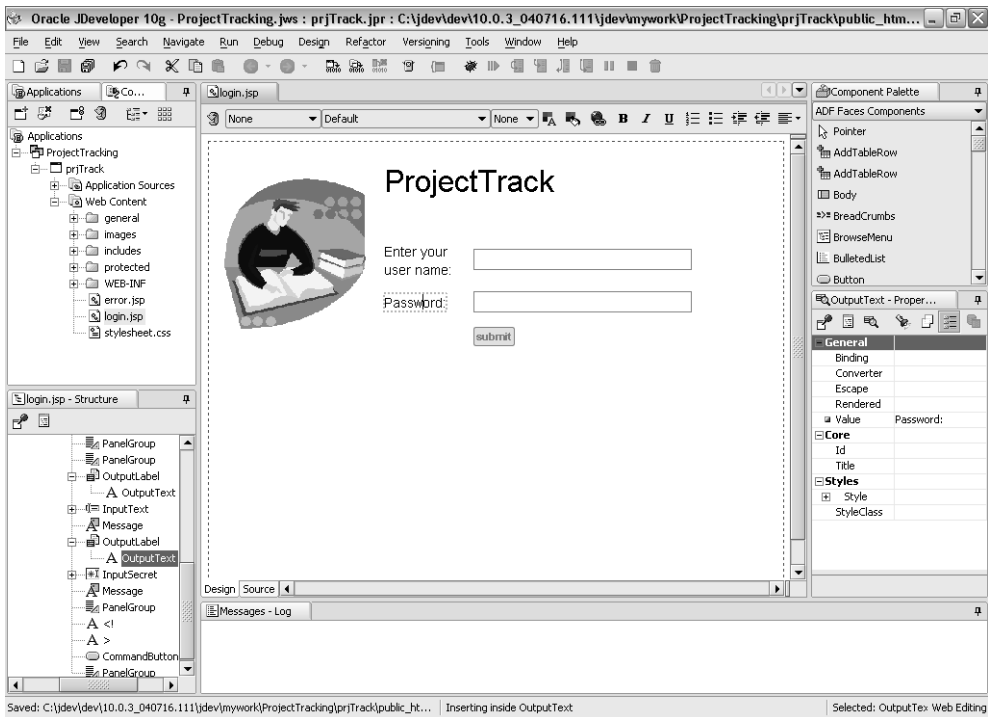 Oracle JDeveloper 10g - ProjectTracking.jws : prjTrack.jpr : C:\jdev\dev\10.0.3_040716.111\jdev\mywork\ProjectTracking\prjTrack\public_htm...
File Edit View Search Navigate Run Debug Design Refactor Versioning Tools Window Help
Applications Co...
Applications
ProjectTracking
prjTrack
Application Sources
Web Content
general
images
includes
protected
WEB-INF
error.jsp
login.jsp
stylesheet.css
login.jsp - Structure
PanelGroup
PanelGroup
OutputLabel
A OutputText
InputText
Message
OutputLabel
A OutputText
InputSecret
Message
PanelGroup
A <!
A >
CommandButton
PanelGroup
login.jsp
None Default None B I U
ProjectTrack
Enter your
user name:
Password:
submit
Design Source
Messages - Log
Component Palette
ADF Faces Components
Pointer
AddTableRow
AddTableRow
Body
BreadCrumbs
BrowseMenu
BulletedList
Button
OutputText - Proper...
General
Binding
Converter
Escape
Rendered
Value Password:
Core
Id
Title
Styles
Style
StyleClass
Saved: C:\jdev\dev\10.0.3_040716.111\jdev\mywork\ProjectTracking\prjTrack\public_ht... Inserting inside OutputText Selected: OutputTex Web Editing